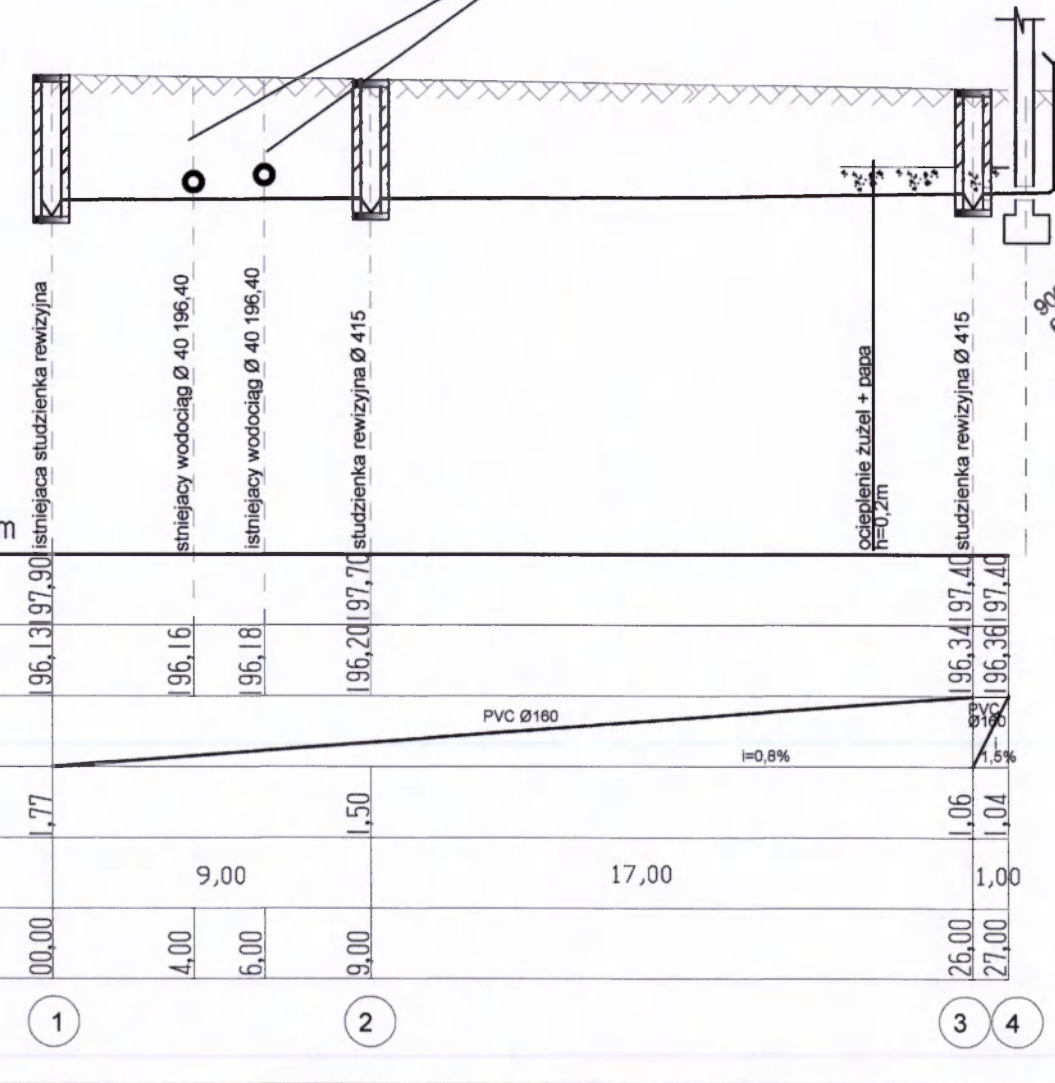 istniejaca studzienka rewizyjna
stniejacy wodociąg Ø 40 196,40
istniejacy wodociąg Ø 40 196,40
studzienka rewizyjna Ø 415
ocieplenie żużel + papa
h=0,2m
studzienka rewizyjna Ø 415
m
197,90
197,70
197,40
197,40
196,13
196,16
196,18
196,20
196,34
196,36
PVC Ø160
i=0,8%
PVC
Ø160
i
1,5%
1,77
1,50
1,06
1,04
9,00
17,00
1,00
00,00
4,00
6,00
9,00
26,00
27,00
1
2
3
4